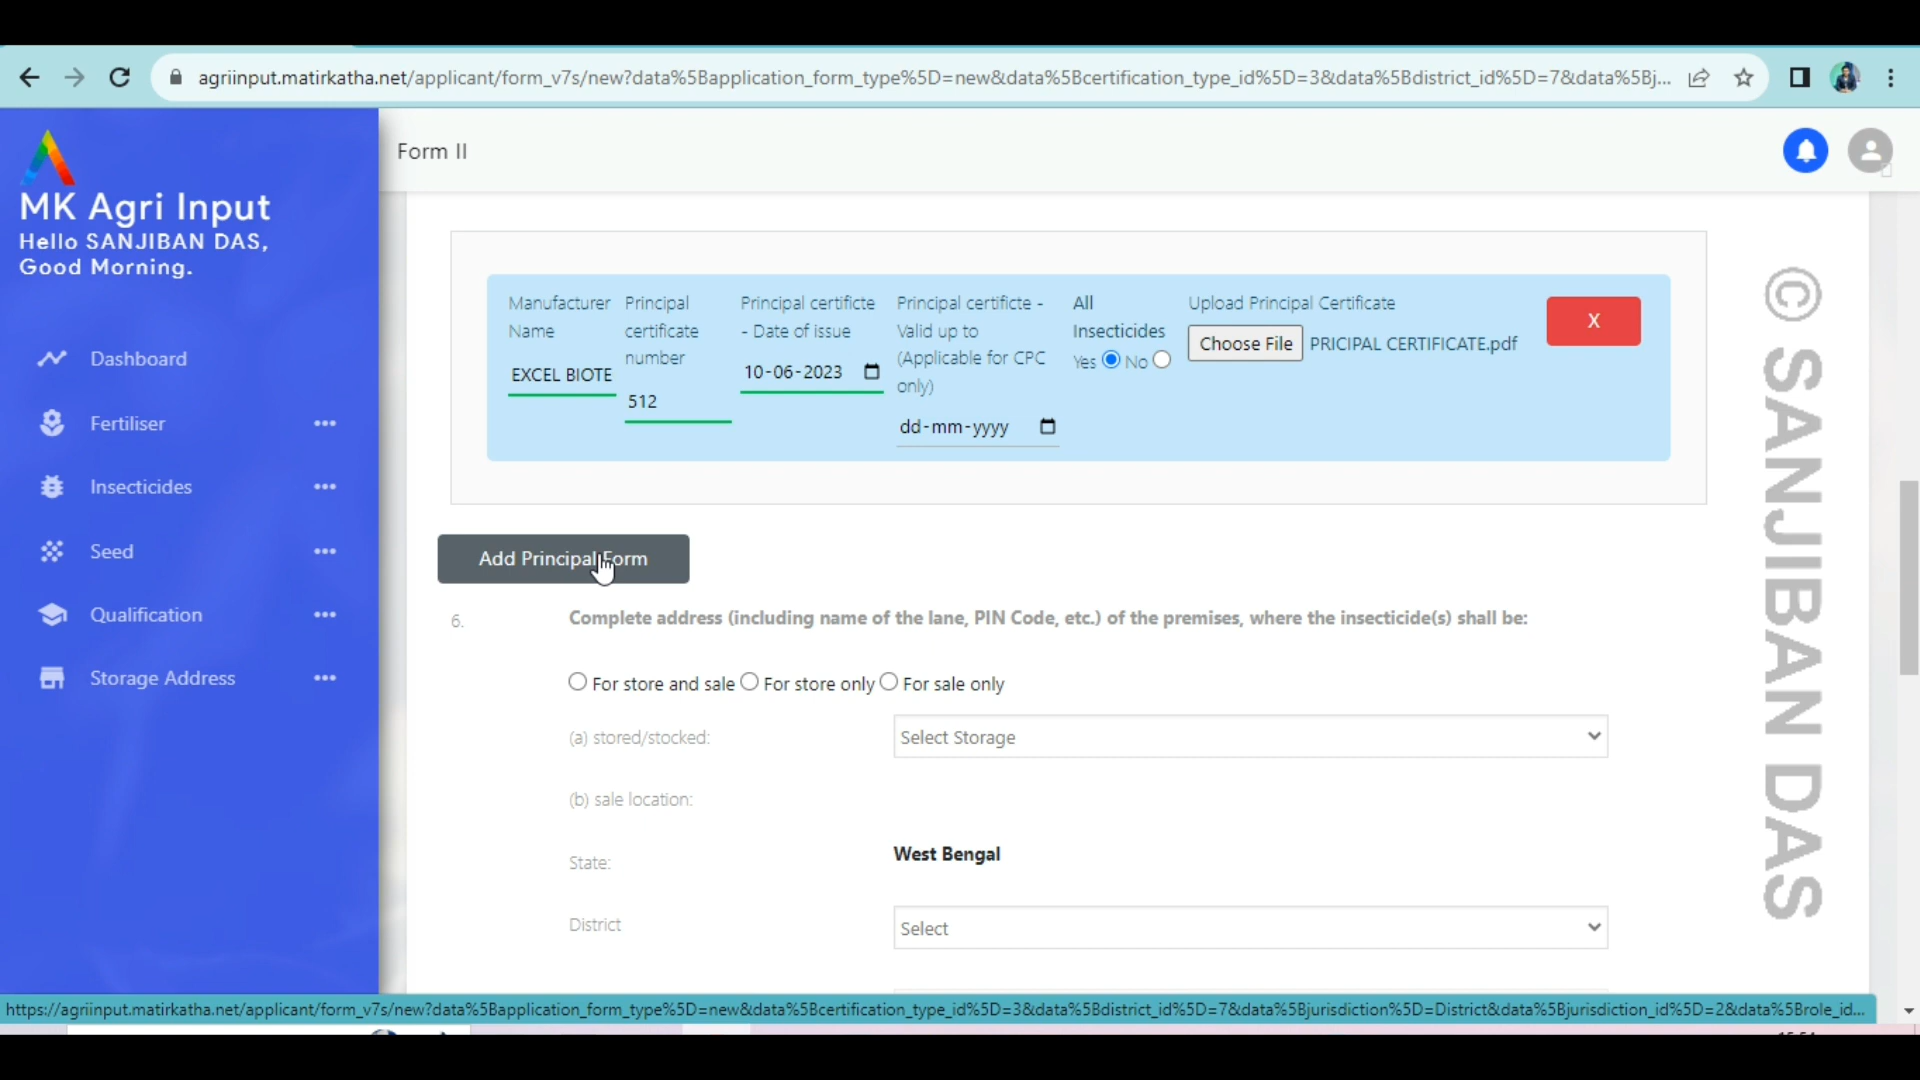 agriinput.matirkatha.net/applicant/form_v7s/new?data%5Bapplication_form_type%5D=new&data%5Bcertification_type_id%5D=3&data%5Bdistrict_id%5D=7&data%5Bj...
MK Agri Input
Hello SANJIBAN DAS,
Good Morning.
Dashboard
Fertiliser
Insecticides
Seed
Qualification
Storage Address
Form II
Manufacturer Name
EXCEL BIOTE
Principal certificate number
512
Principal certificte - Date of issue
10-06-2023
Principal certificte - Valid up to (Applicable for CPC only)
dd-mm-yyyy
All Insecticides
Yes No
Upload Principal Certificate
Choose File PRICIPAL CERTIFICATE.pdf
X
Add Principal Form
6. Complete address (including name of the lane, PIN Code, etc.) of the premises, where the insecticide(s) shall be:
For store and sale For store only For sale only
(a) stored/stocked: Select Storage
(b) sale location:
State: West Bengal
District Select
© SANJIBAN DAS
https://agriinput.matirkatha.net/applicant/form_v7s/new?data%5Bapplication_form_type%5D=new&data%5Bcertification_type_id%5D=3&data%5Bdistrict_id%5D=7&data%5Bjurisdiction%5D=District&data%5Bjurisdiction_id%5D=2&data%5Brole_id...